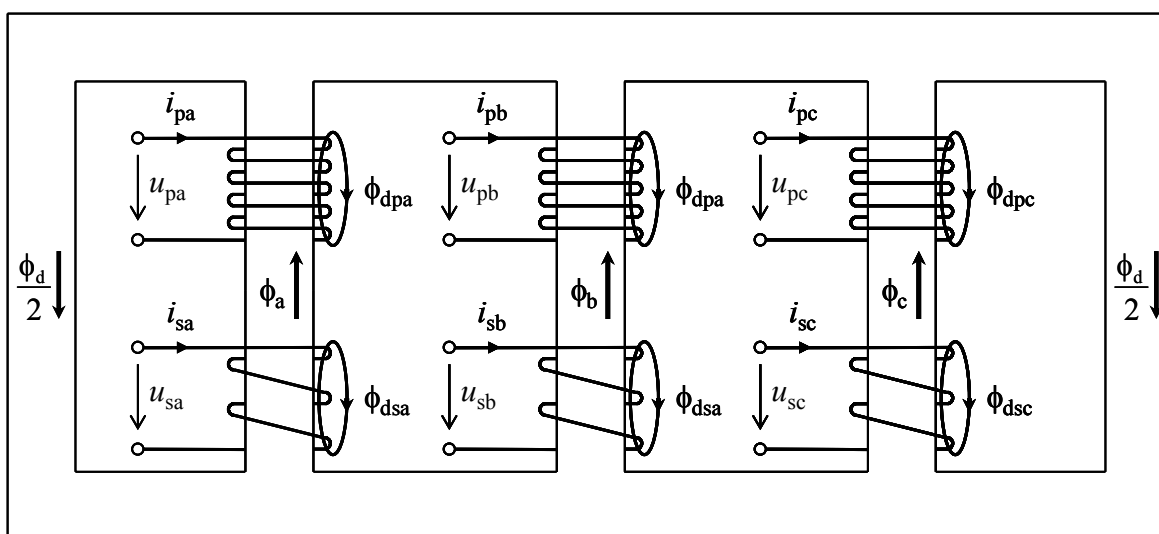 i_pa i_pb i_pc
u_pa ϕ_dpa u_pb ϕ_dpa u_pc ϕ_dpc
ϕ_d/2 ϕ_a ϕ_b ϕ_c ϕ_d/2
i_sa i_sb i_sc
u_sa ϕ_dsa u_sb ϕ_dsa u_sc ϕ_dsc